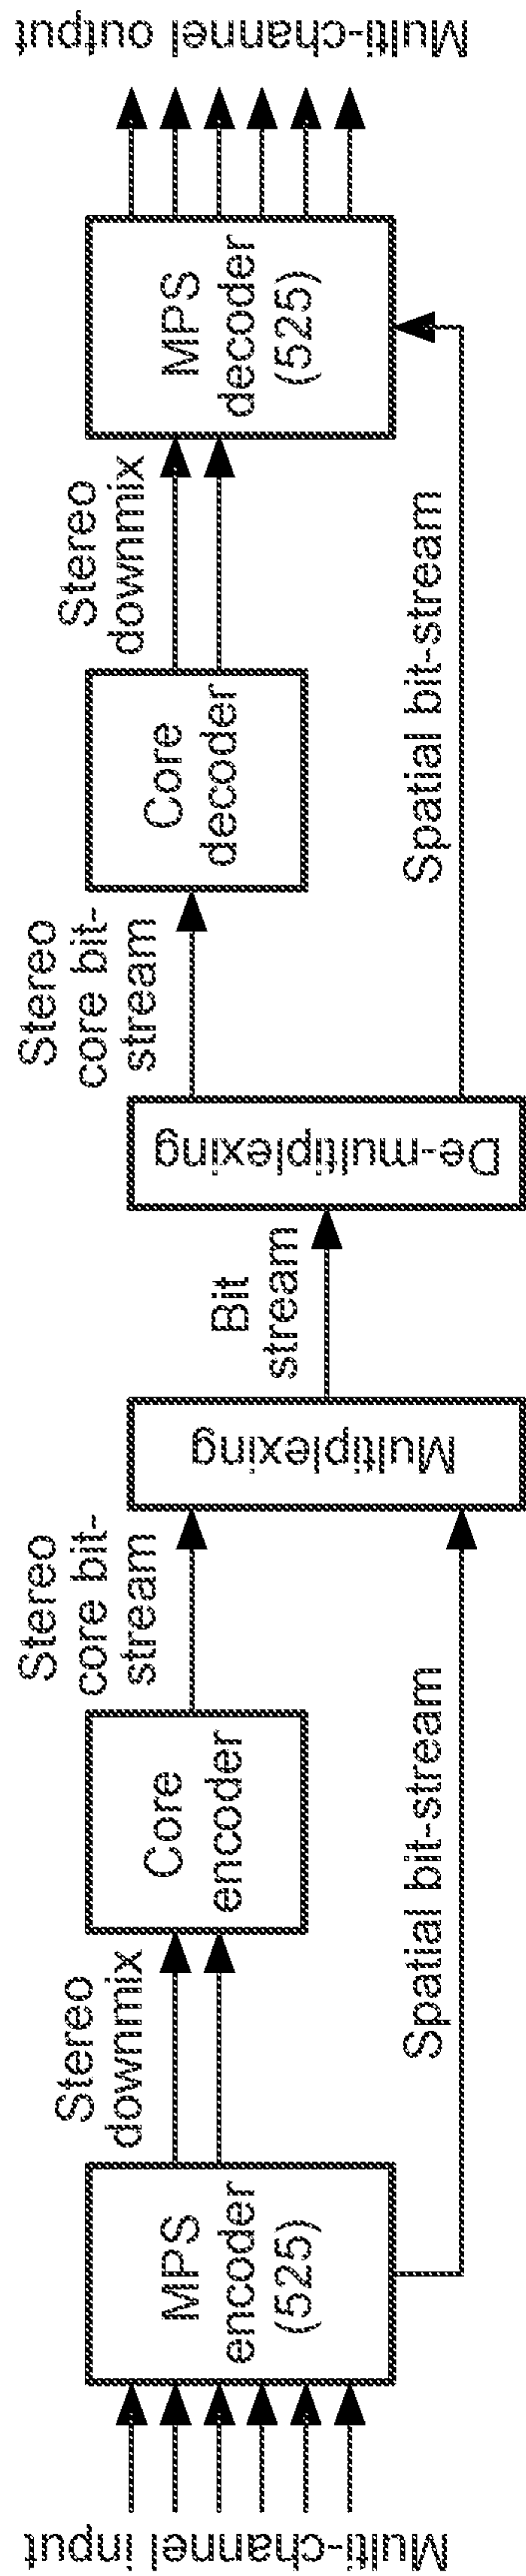 Multi-channel input
MPS
encoder
(525)
Stereo
downmix
Core
encoder
Stereo
core bit-
stream
Spatial bit-stream
Multiplexing
Bit
stream
De-multiplexing
Stereo
core bit-
stream
Core
decoder
Stereo
downmix
Spatial bit-stream
MPS
decoder
(525)
Multi-channel output